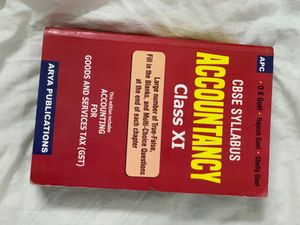 APC
• D K Goel • Rajesh Goel • Shelly Goel
CBSE SYLLABUS
ACCOUNTANCY
Class XI
Large number of True-False,
Fill in the Blanks, and Multi-Choice Questions
at the end of each chapter
This edition includes
ACCOUNTING
FOR
GOODS AND SERVICES TAX (GST)
ARYA PUBLICATIONS